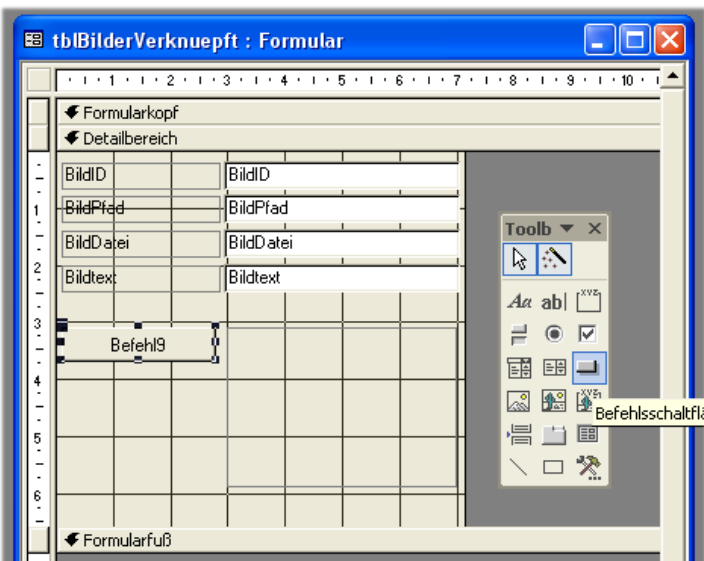 tblBilderVerknuepft : Formular
1 2 3 4 5 6 7 8 9 10
Formularkopf
Detailbereich
BildID BildID
1 BildPfad BildPfad
BildDatei BildDatei
2 Bildtext Bildtext
3
Befehl9
4
5
6
Formularfuß
Toolb
Aa ab| XYZ
XYZ
Befehlsschaltflä